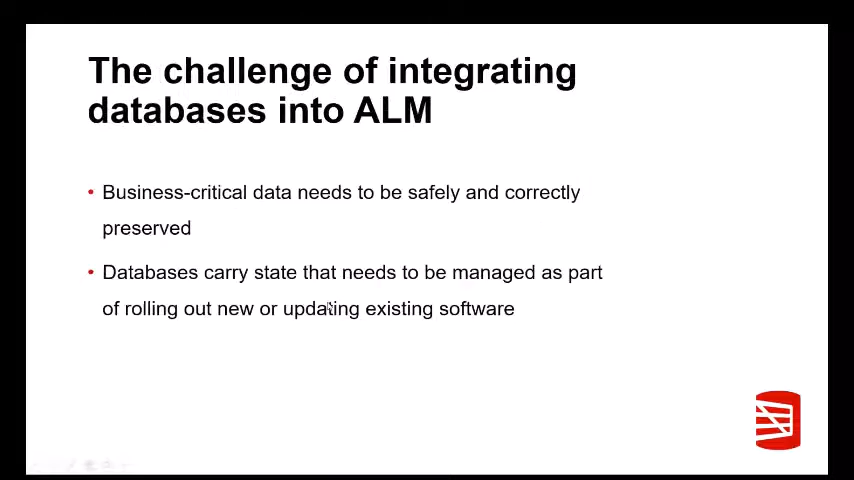 The challenge of integrating
databases into ALM
• Business-critical data needs to be safely and correctly
preserved
• Databases carry state that needs to be managed as part
of rolling out new or updating existing software